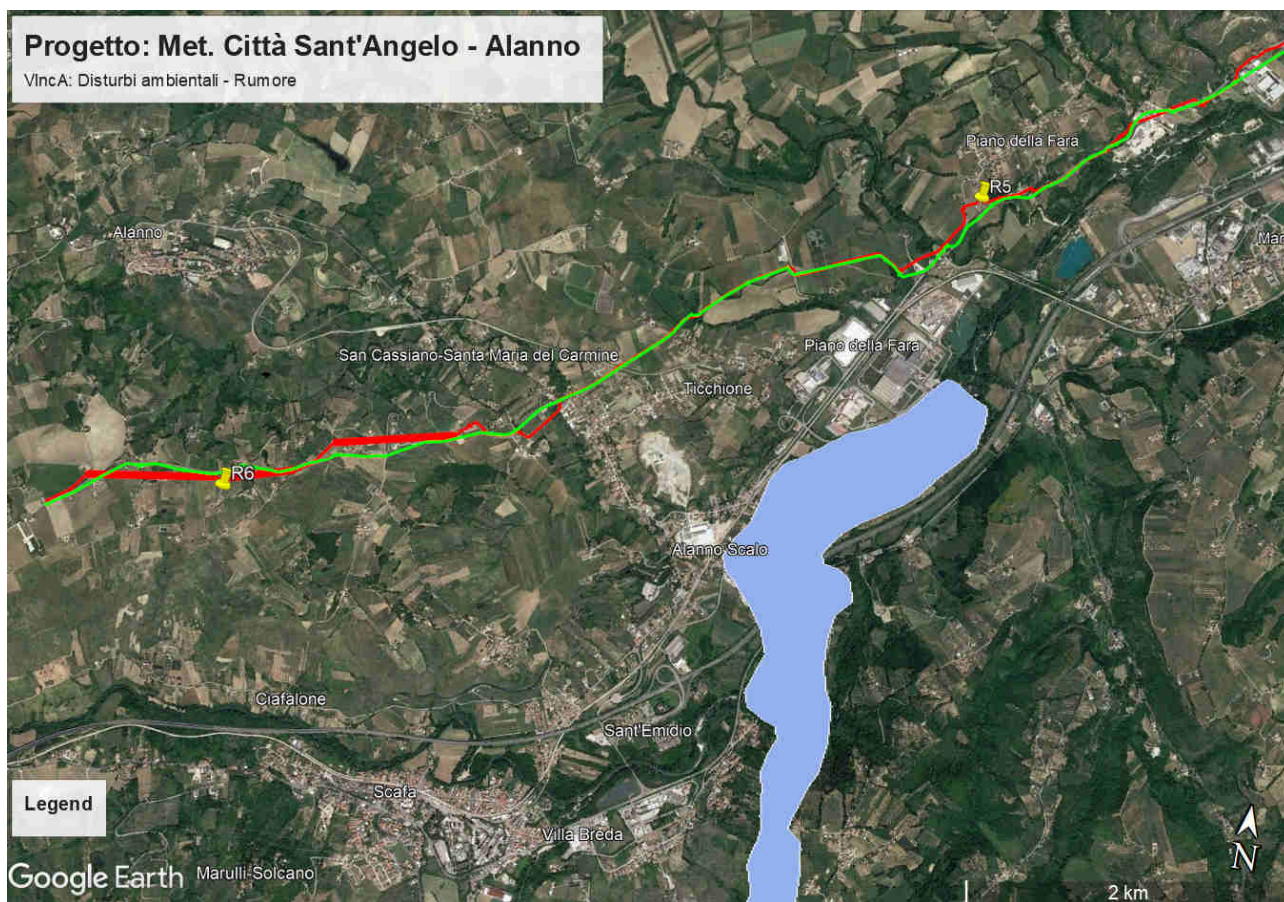 Progetto: Met. Città Sant'Angelo - Alanno
VIncA: Disturbi ambientali - Rumore
Piano della Fara
R5
Alanno
Mar
San Cassiano-Santa Maria del Carmine
Piano della Fara
Ticchione
R6
Alanno Scalo
Ciafalone
Sant'Emidio
Scafa
Legend
Villa Breda
Marulli-Solcano
Google Earth
N
2 km